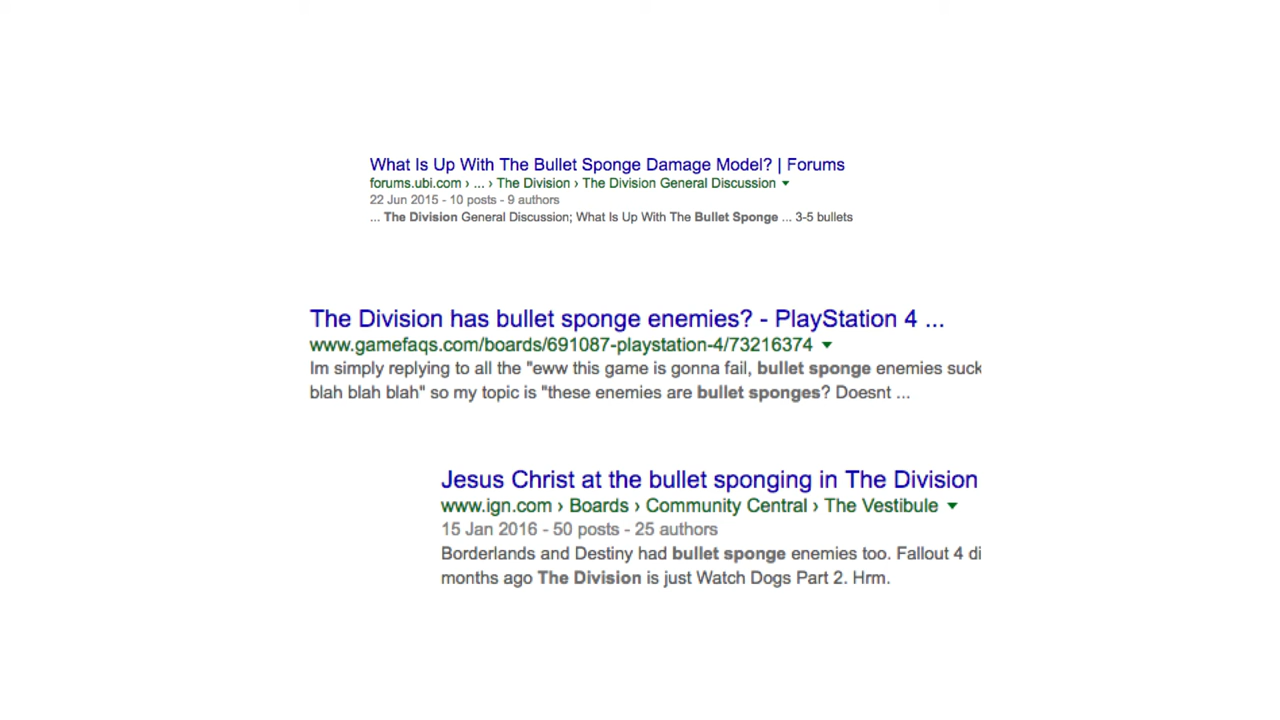 What Is Up With The Bullet Sponge Damage Model? | Forums
forums.ubi.com › ... › The Division › The Division General Discussion
22 Jun 2015 - 10 posts - 9 authors
... The Division General Discussion; What Is Up With The Bullet Sponge ... 3-5 bullets
The Division has bullet sponge enemies? - PlayStation 4 ...
www.gamefaqs.com/boards/691087-playstation-4/73216374
Im simply replying to all the "eww this game is gonna fail, bullet sponge enemies suck
blah blah blah" so my topic is "these enemies are bullet sponges? Doesnt ...
Jesus Christ at the bullet sponging in The Division
www.ign.com › Boards › Community Central › The Vestibule
15 Jan 2016 - 50 posts - 25 authors
Borderlands and Destiny had bullet sponge enemies too. Fallout 4 di
months ago The Division is just Watch Dogs Part 2. Hrm.